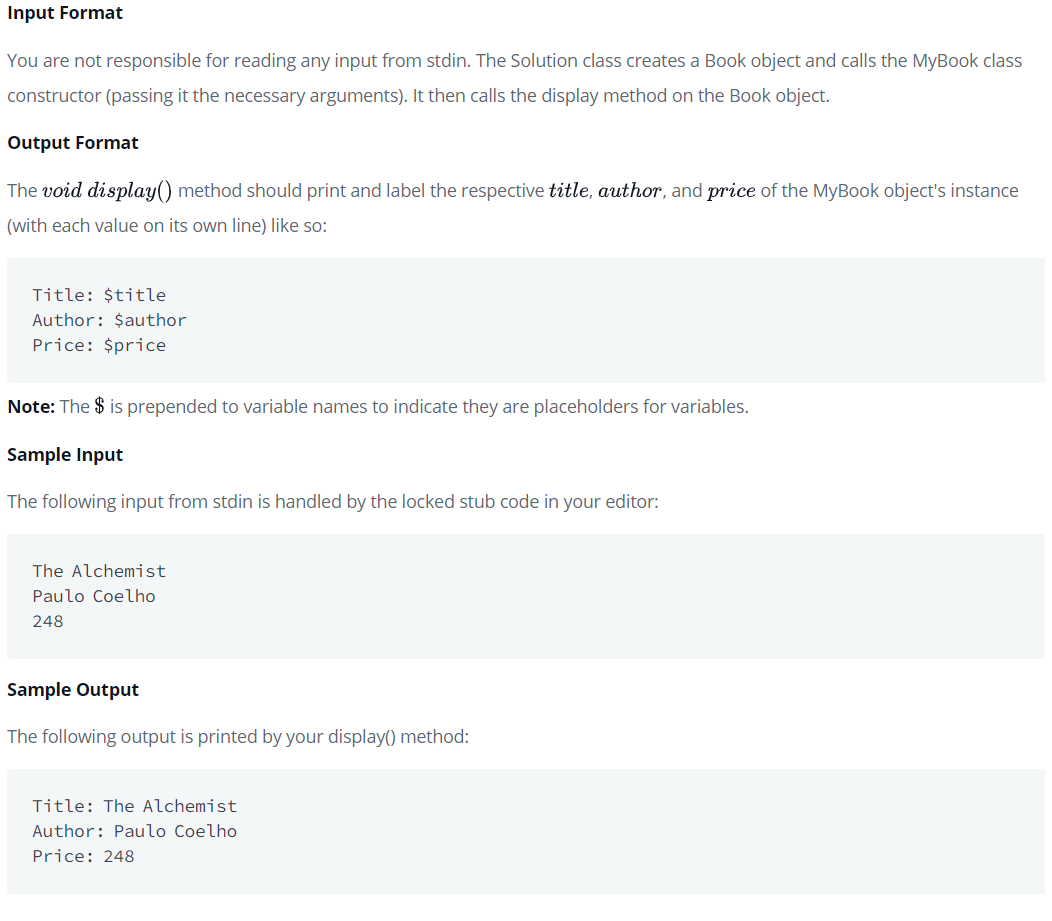 Input Format
You are not responsible for reading any input from stdin. The Solution class creates a Book object and calls the MyBook class
constructor (passing it the necessary arguments). It then calls the display method on the Book object.
Output Format
The void display() method should print and label the respective title, author, and price of the MyBook object's instance
(with each value on its own line) like so:
Title: $title
Author: $author
Price: $price
Note: The $ is prepended to variable names to indicate they are placeholders for variables.
Sample Input
The following input from stdin is handled by the locked stub code in your editor:
The Alchemist
Paulo Coelho
248
Sample Output
The following output is printed by your display() method:
Title: The Alchemist
Author: Paulo Coelho
Price: 248